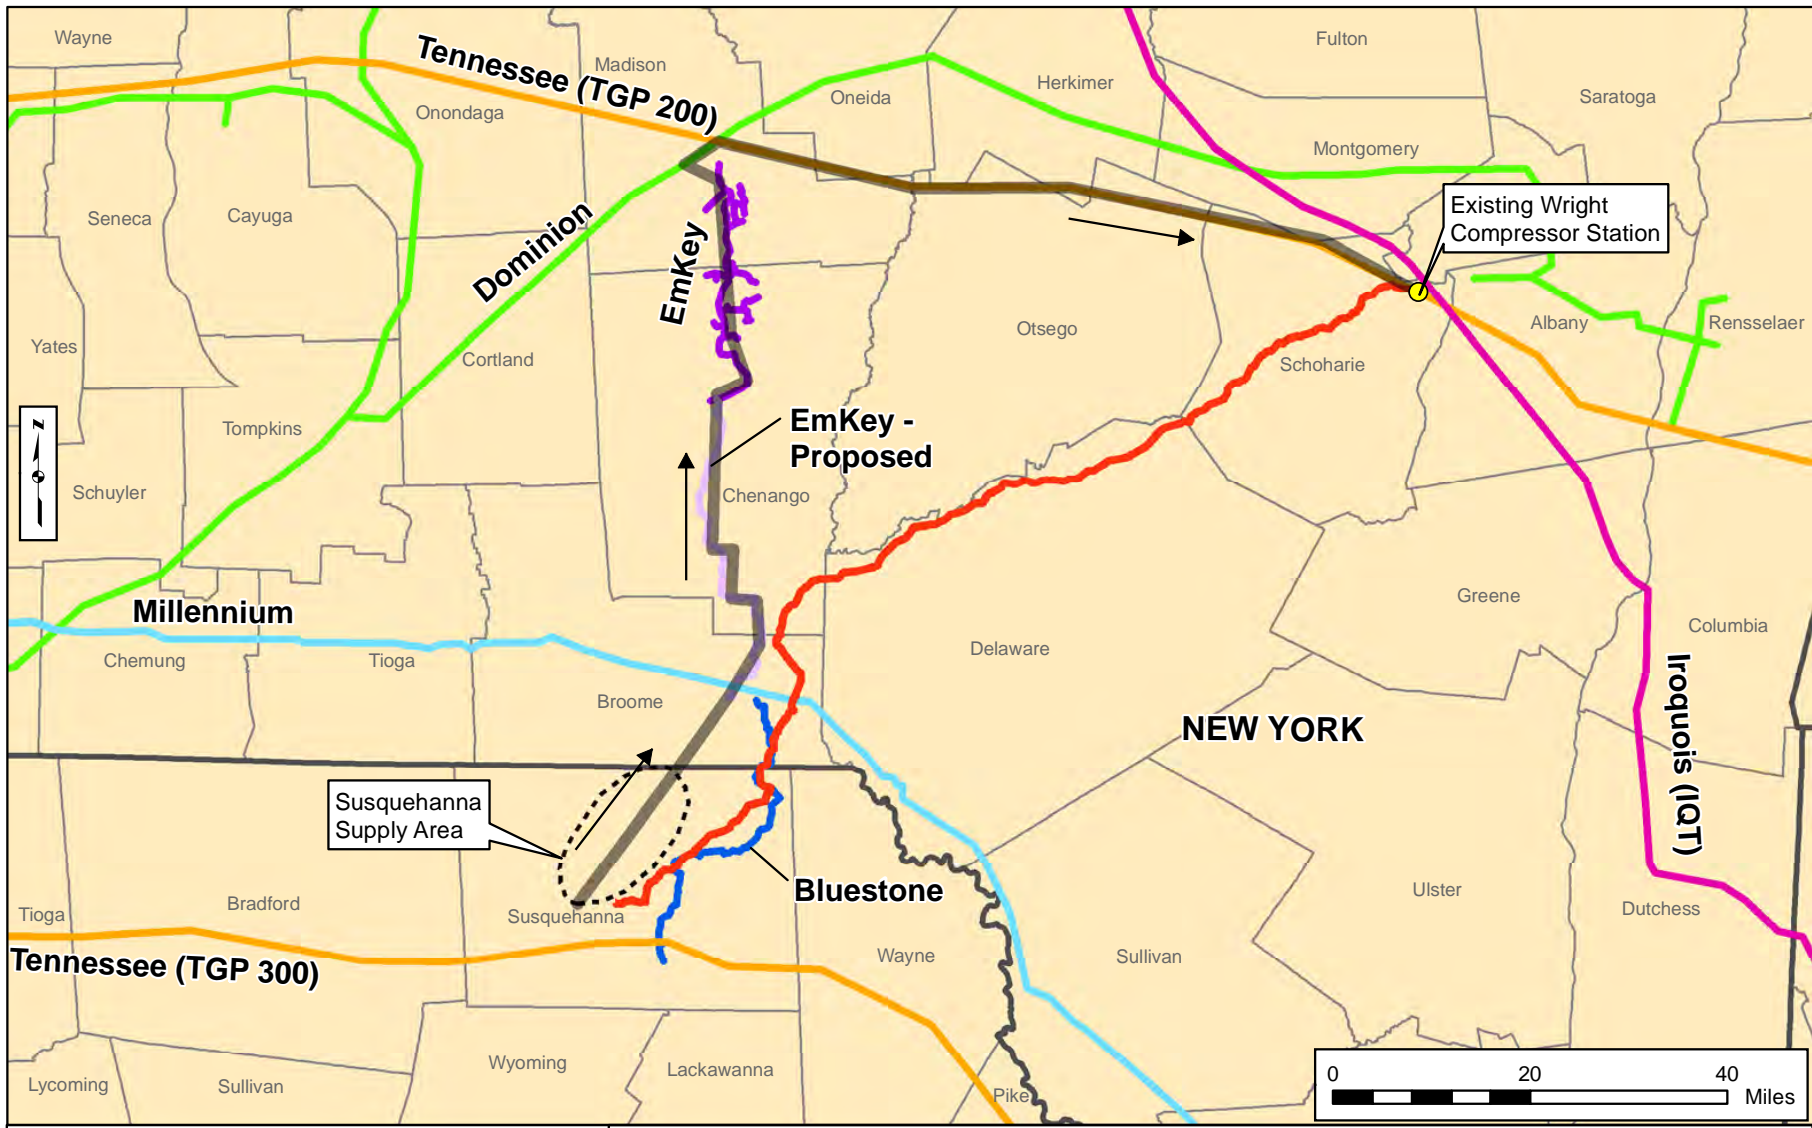 Wayne
Tennessee (TGP 200)
Madison
Fulton
Herkimer
Oneida
Saratoga
Onondaga
Montgomery
Seneca
Cayuga
Dominion
EmKey
Existing Wright
Compressor Station
Otsego
Albany
Rensselaer
Yates
Cortland
Schoharie
Tompkins
EmKey -
Proposed
N
Schuyler
Chenango
Millennium
Greene
Columbia
Chemung
Tioga
Delaware
Broome
NEW YORK
Iroquois (IQT)
Susquehanna
Supply Area
Bluestone
Ulster
Tioga
Bradford
Susquehanna
Dutchess
Tennessee (TGP 300)
Wayne
Sullivan
Wyoming
Lackawanna
Lycoming
Sullivan
Pike
0 20 40
Miles